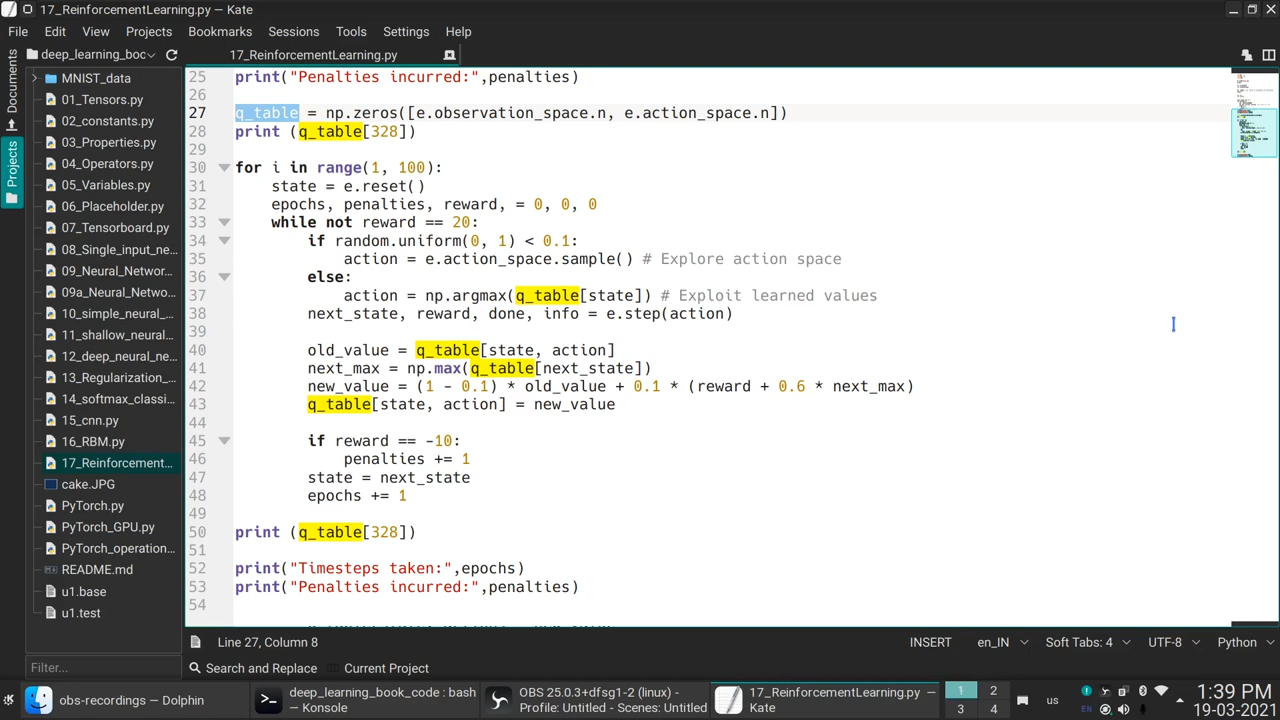 17_ReinforcementLearning.py — Kate
File Edit View Projects Bookmarks Sessions Tools Settings Help
deep_learning_boc
17_ReinforcementLearning.py
Documents
Projects
MNIST_data
01_Tensors.py
02_constants.py
03_Properties.py
04_Operators.py
05_Variables.py
06_Placeholder.py
07_Tensorboard.py
08_Single_input_ne...
09_Neural_Networ...
09a_Neural_Netwo...
10_simple_neural_...
11_shallow_neural...
12_deep_neural_ne...
13_Regularization_...
14_softmax_classi...
15_cnn.py
16_RBM.py
17_Reinforcement...
cake.JPG
PyTorch.py
PyTorch_GPU.py
PyTorch_operation...
README.md
u1.base
u1.test
Filter...
25 print("Penalties incurred:",penalties)
26
27 q_table = np.zeros([e.observation_space.n, e.action_space.n])
28 print (q_table[328])
29
30 for i in range(1, 100):
31 state = e.reset()
32 epochs, penalties, reward, = 0, 0, 0
33 while not reward == 20:
34 if random.uniform(0, 1) < 0.1:
35 action = e.action_space.sample() # Explore action space
36 else:
37 action = np.argmax(q_table[state]) # Exploit learned values
38 next_state, reward, done, info = e.step(action)
39
40 old_value = q_table[state, action]
41 next_max = np.max(q_table[next_state])
42 new_value = (1 - 0.1) * old_value + 0.1 * (reward + 0.6 * next_max)
43 q_table[state, action] = new_value
44
45 if reward == -10:
46 penalties += 1
47 state = next_state
48 epochs += 1
49
50 print (q_table[328])
51
52 print("Timesteps taken:",epochs)
53 print("Penalties incurred:",penalties)
54
Line 27, Column 8 INSERT en_IN Soft Tabs: 4 UTF-8 Python
Search and Replace Current Project
obs-recordings — Dolphin
deep_learning_book_code : bash — Konsole
OBS 25.0.3+dfsg1-2 (linux) - Profile: Untitled - Scenes: Untitled
17_ReinforcementLearning.py — Kate
1 2
3 4
us
EN
1:39 PM
19-03-2021